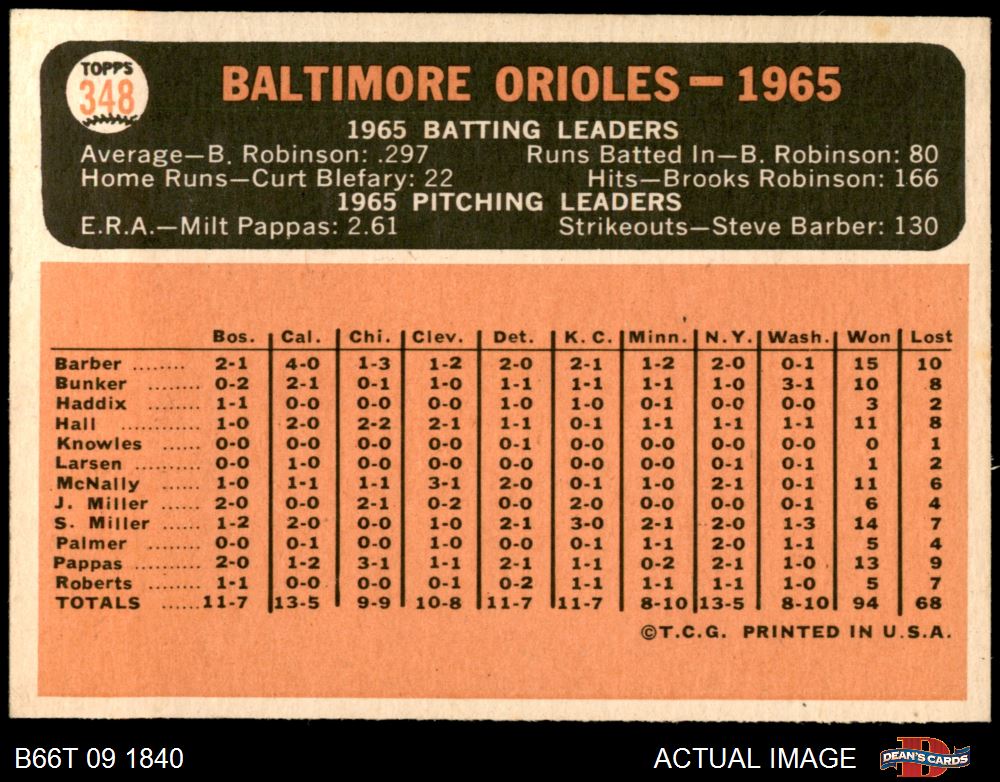 TOPPS
348
BALTIMORE ORIOLES—1965
1965 BATTING LEADERS
Average—B. Robinson: .297 Runs Batted In—B. Robinson: 80
Home Runs—Curt Blefary: 22 Hits—Brooks Robinson: 166
1965 PITCHING LEADERS
E.R.A.—Milt Pappas: 2.61 Strikeouts—Steve Barber: 130
Bos. Cal. Chi. Clev. Det. K.C. Minn. N.Y. Wash. Won Lost
Barber ........ 2-1 4-0 1-3 1-2 2-0 2-1 1-2 2-0 0-1 15 10
Bunker ........ 0-2 2-1 0-1 1-0 1-1 1-1 1-1 1-0 3-1 10 8
Haddix ........ 1-1 0-0 0-0 0-0 1-0 1-0 0-1 0-0 0-0 3 2
Hall ............ 1-0 2-0 2-2 2-1 1-1 0-1 1-1 1-1 1-1 11 8
Knowles ...... 0-0 0-0 0-0 0-0 0-1 0-0 0-0 0-0 0-0 0 1
Larsen .......... 0-0 1-0 0-0 0-0 0-0 0-0 0-0 0-1 0-1 1 2
McNally ...... 1-0 1-1 1-1 3-1 2-0 0-1 1-0 2-1 0-1 11 6
J. Miller ...... 2-0 0-0 2-1 0-2 0-0 2-0 0-0 0-0 0-1 6 4
S. Miller ...... 1-2 2-0 0-0 1-0 2-1 3-0 2-1 2-0 1-3 14 7
Palmer ........ 0-0 0-1 0-0 1-0 0-0 0-1 1-1 2-0 1-1 5 4
Pappas ........ 2-0 1-2 3-1 1-1 2-1 1-1 0-2 2-1 1-0 13 9
Roberts ........ 1-1 0-0 0-0 0-1 0-2 1-1 1-1 1-1 1-0 5 7
TOTALS ...... 11-7 13-5 9-9 10-8 11-7 11-7 8-10 13-5 8-10 94 68
©T.C.G. PRINTED IN U.S.A.
B66T 09 1840 ACTUAL IMAGE DEAN'S CARDS